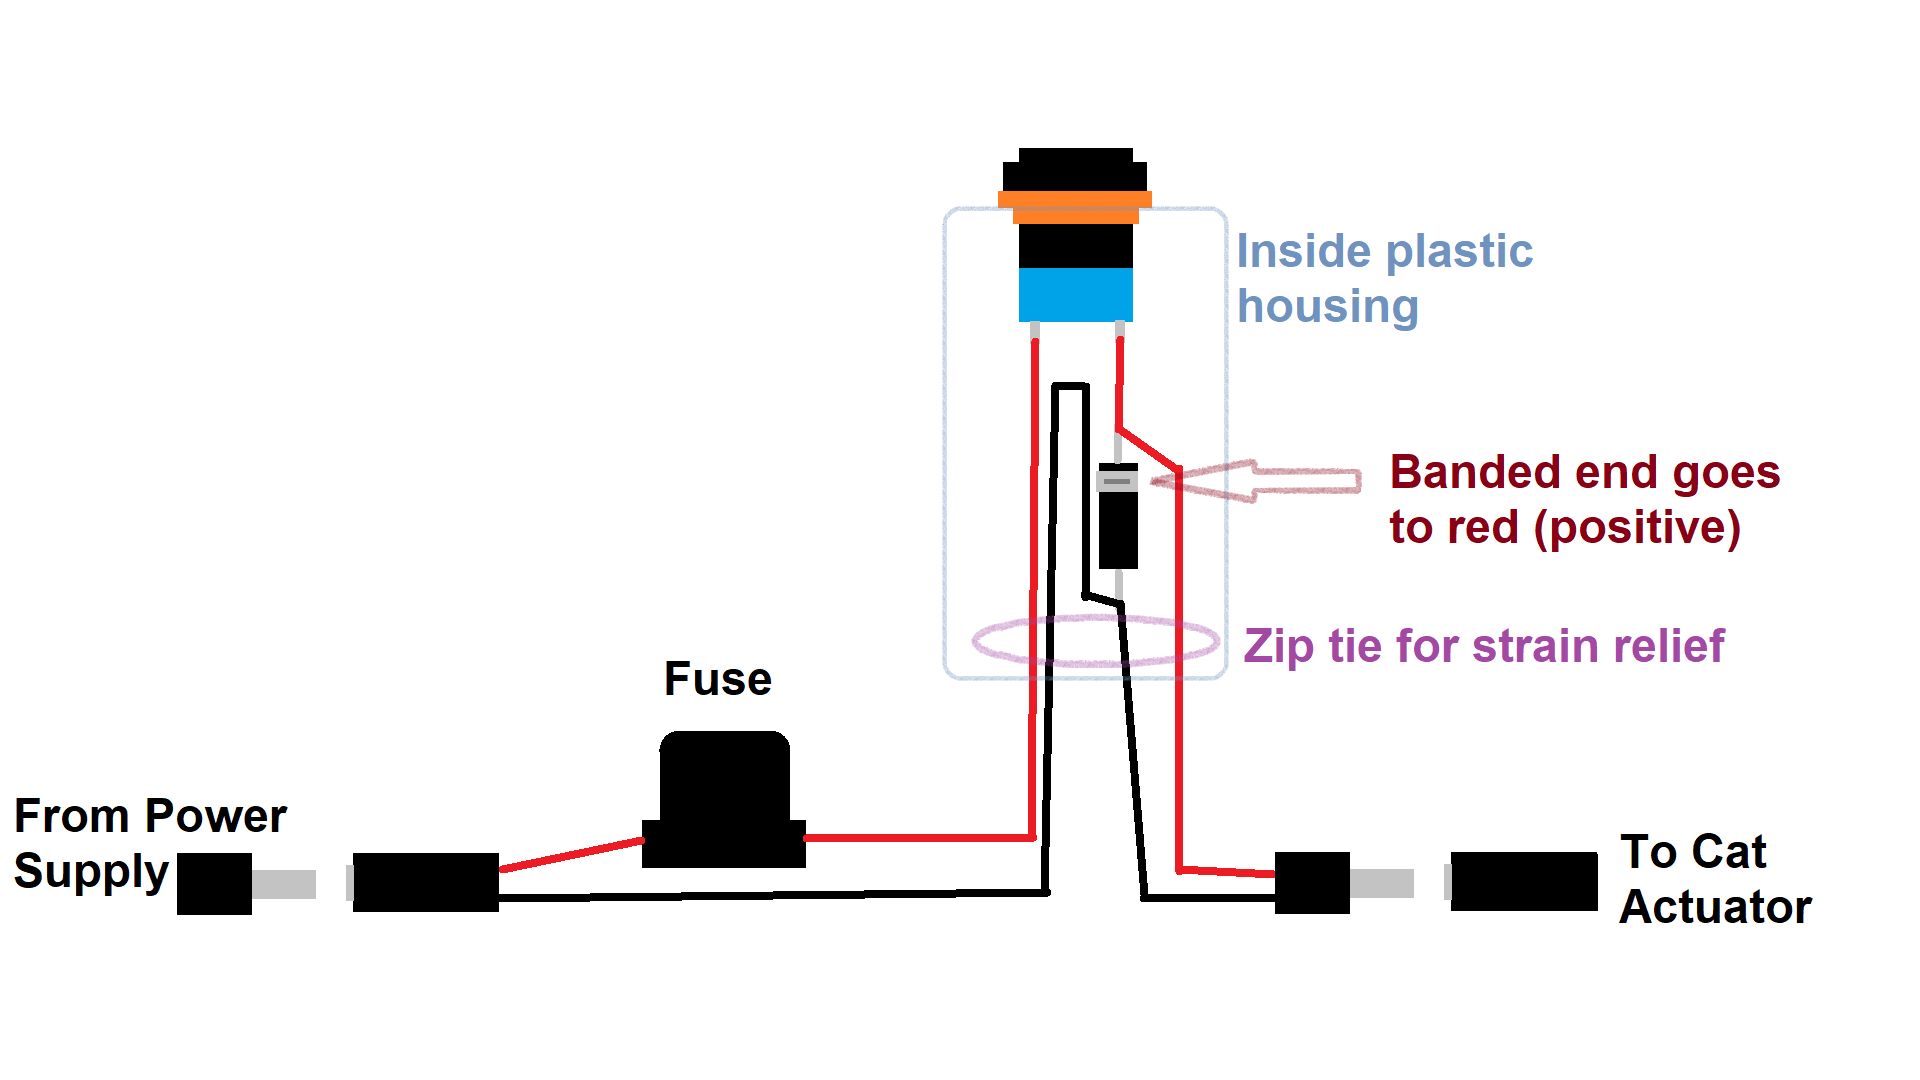 Inside plastic
housing
Banded end goes
to red (positive)
Zip tie for strain relief
Fuse
From Power
Supply
To Cat
Actuator